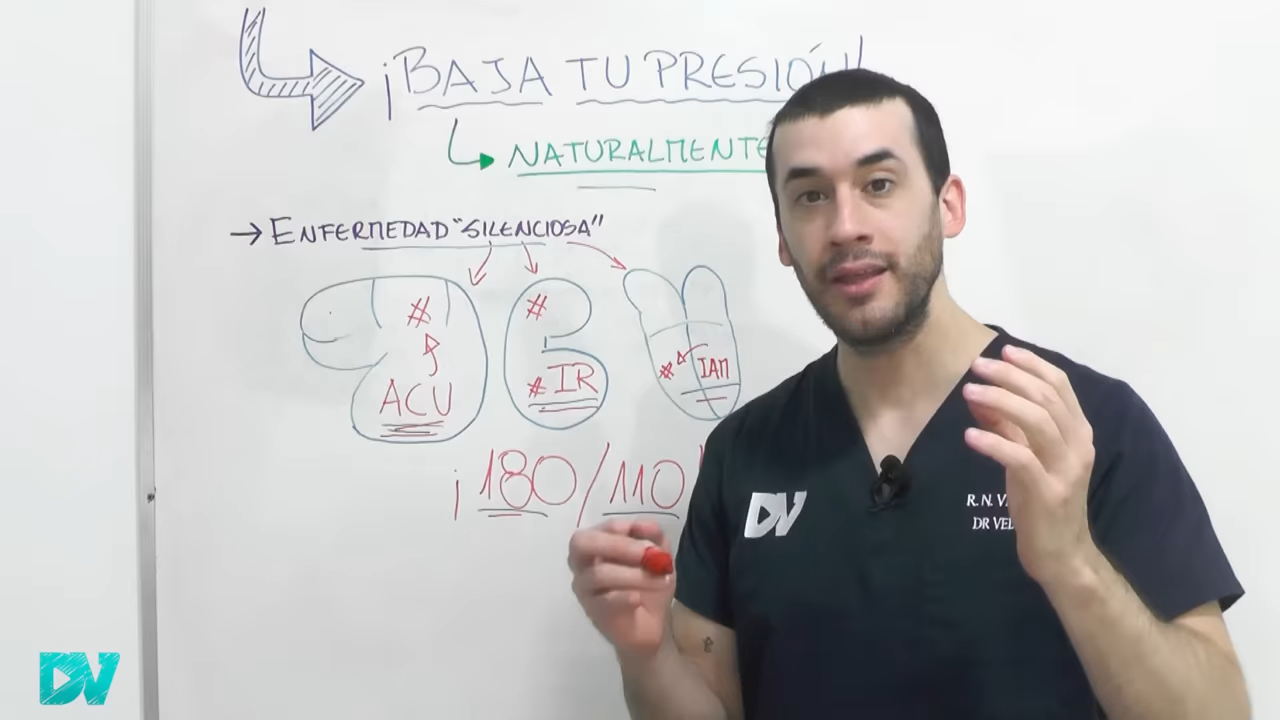 ¡BAJA TU PRESIÓN!
NATURALMENTE
→ ENFERMEDAD "SILENCIOSA"
# # 
ACU # IR # IAM
¡180/110
DV
R. N.
DV